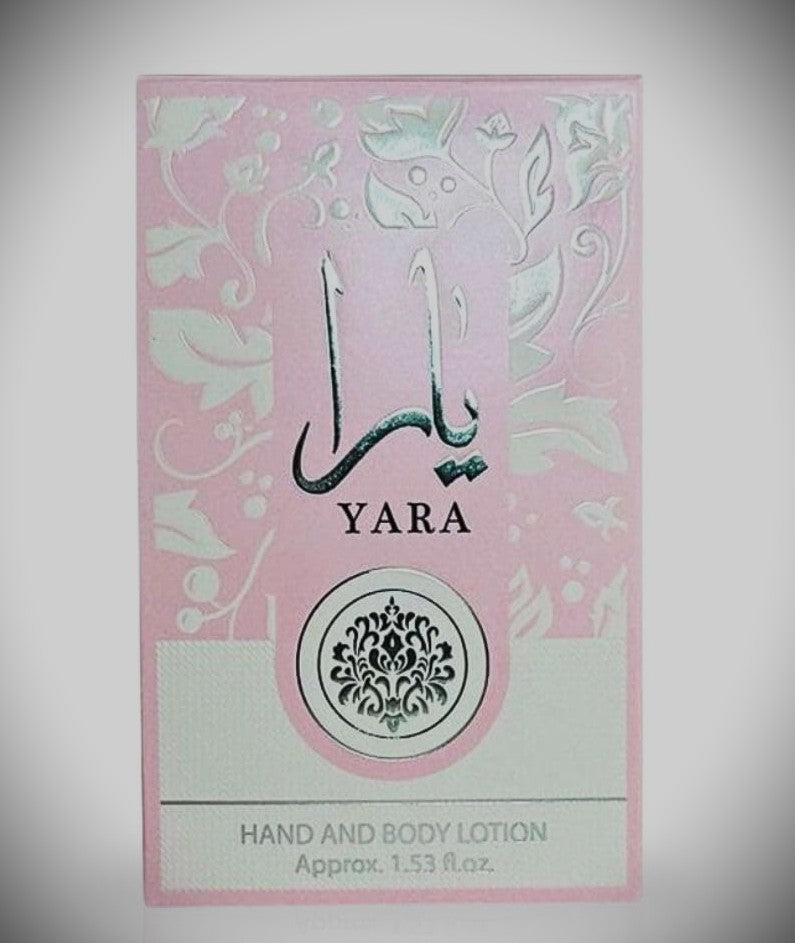 يارا
YARA
HAND AND BODY LOTION
Approx. 1.53 fl.oz.